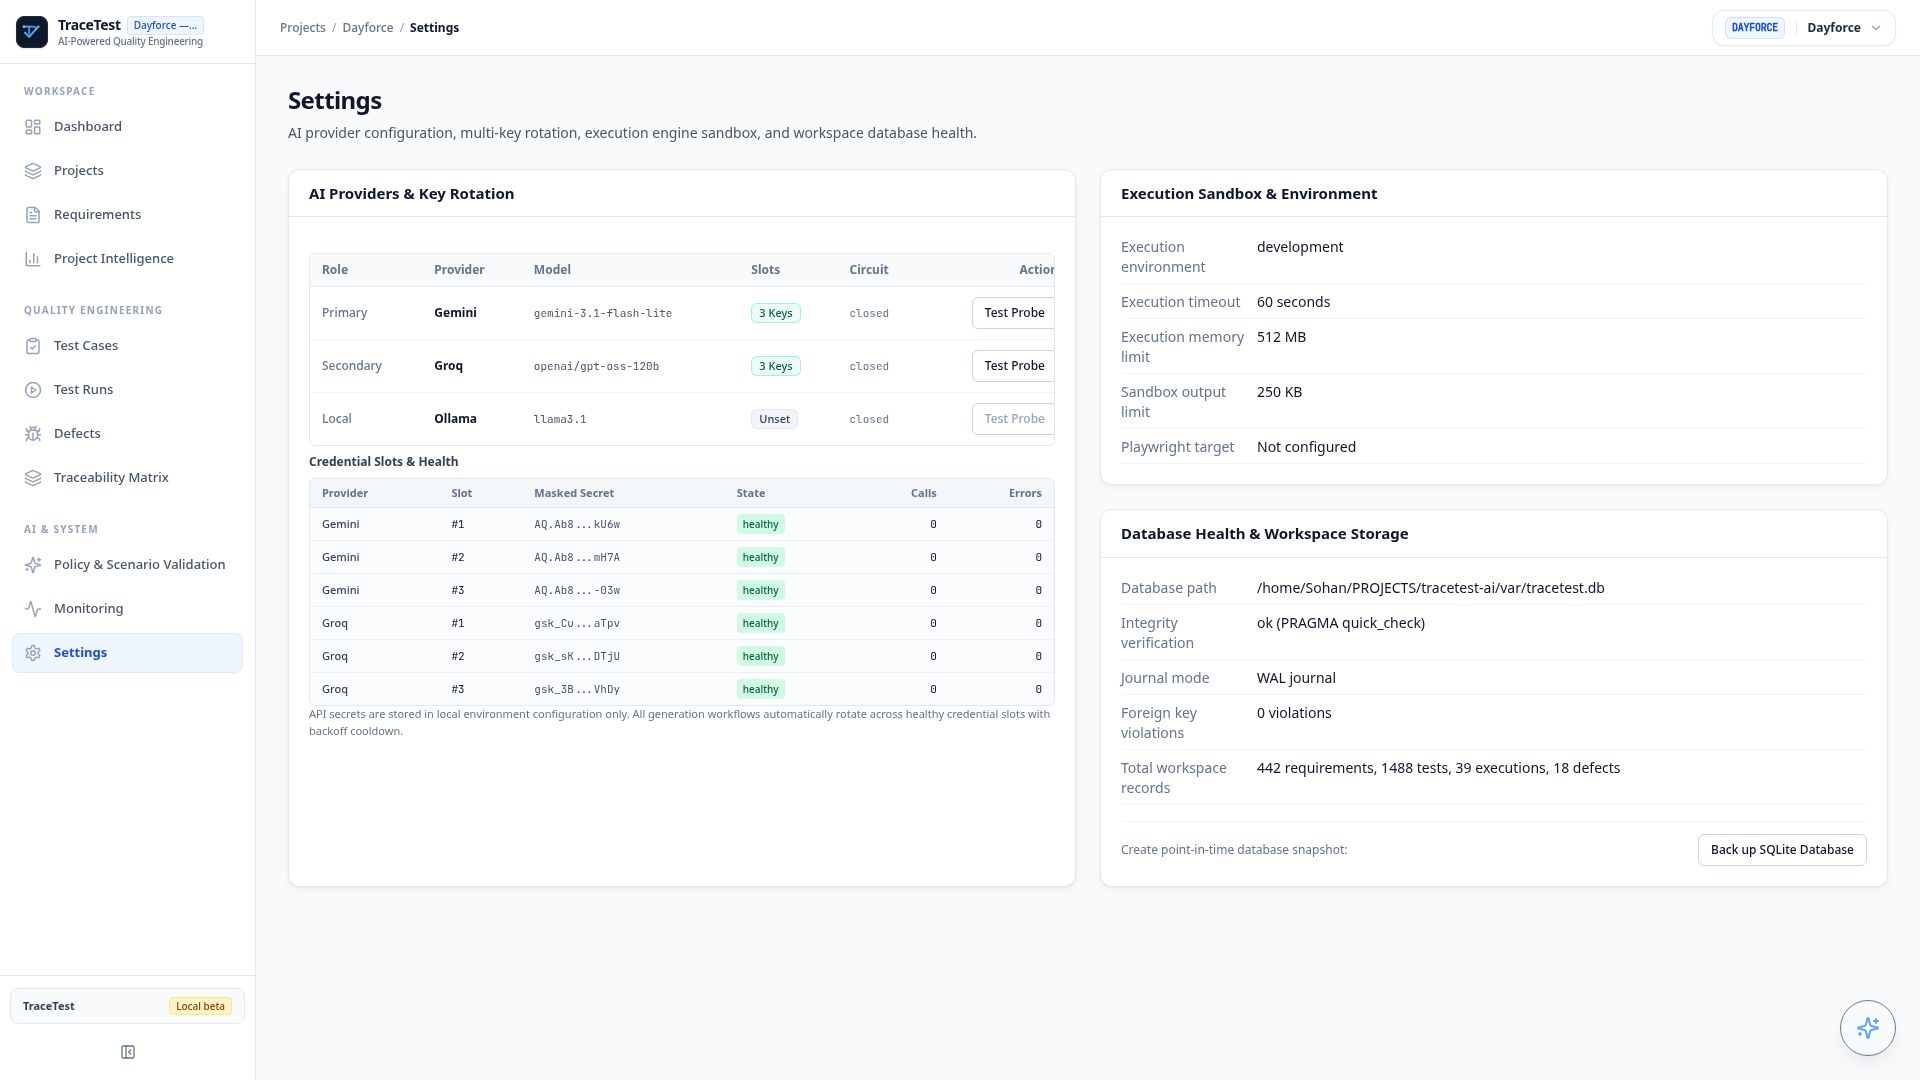 TraceTest Dayforce —...
AI-Powered Quality Engineering
WORKSPACE
Dashboard
Projects
Requirements
Project Intelligence
QUALITY ENGINEERING
Test Cases
Test Runs
Defects
Traceability Matrix
AI & SYSTEM
Policy & Scenario Validation
Monitoring
Settings
TraceTest Local beta
Projects / Dayforce / Settings
DAYFORCE Dayforce
Settings
AI provider configuration, multi-key rotation, execution engine sandbox, and workspace database health.
AI Providers & Key Rotation
Role Provider Model Slots Circuit Action
Primary Gemini gemini-3.1-flash-lite 3 Keys closed Test Probe
Secondary Groq openai/gpt-oss-120b 3 Keys closed Test Probe
Local Ollama llama3.1 Unset closed Test Probe
Credential Slots & Health
Provider Slot Masked Secret State Calls Errors
Gemini #1 AQ.Ab8...kU6w healthy 0 0
Gemini #2 AQ.Ab8...mH7A healthy 0 0
Gemini #3 AQ.Ab8...-03w healthy 0 0
Groq #1 gsk_Cu...aTpv healthy 0 0
Groq #2 gsk_sK...DTjU healthy 0 0
Groq #3 gsk_3B...VhDy healthy 0 0
API secrets are stored in local environment configuration only. All generation workflows automatically rotate across healthy credential slots with
backoff cooldown.
Execution Sandbox & Environment
Execution development
environment
Execution timeout 60 seconds
Execution memory 512 MB
limit
Sandbox output 250 KB
limit
Playwright target Not configured
Database Health & Workspace Storage
Database path /home/Sohan/PROJECTS/tracetest-ai/var/tracetest.db
Integrity ok (PRAGMA quick_check)
verification
Journal mode WAL journal
Foreign key 0 violations
violations
Total workspace 442 requirements, 1488 tests, 39 executions, 18 defects
records
Create point-in-time database snapshot: Back up SQLite Database